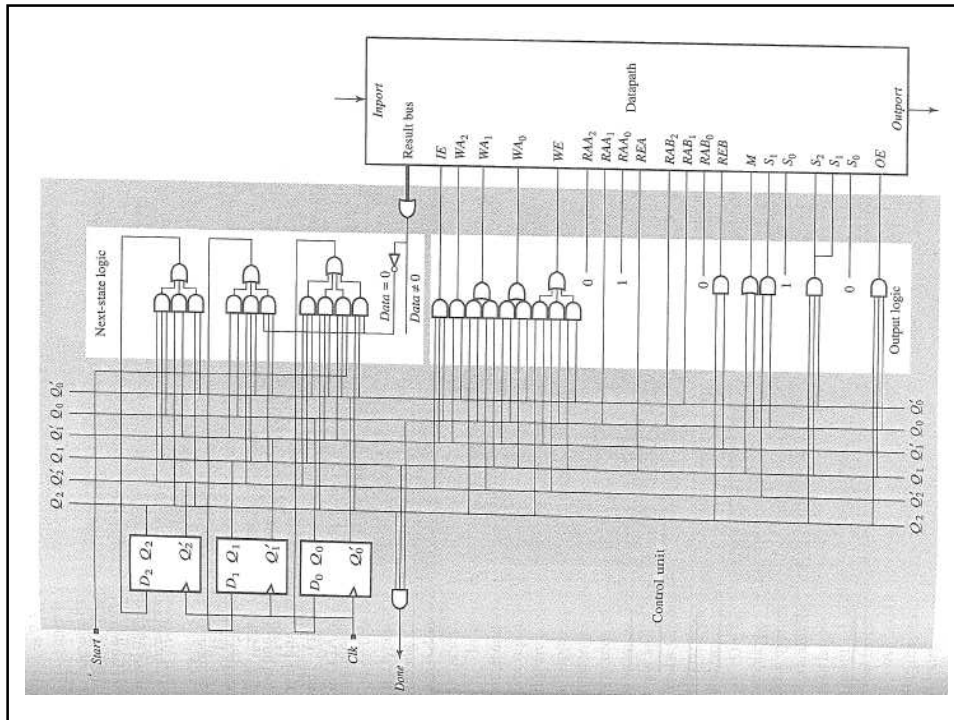 Inport
Datapath
Outport
Result bus
IE
WA2
WA1
WA0
WE
RAA2
RAA1
RAA0
REA
RAB2
RAB1
RAB0
REB
M
S1
S0
S2
S1
S0
OE
0
1
0
1
0
Next-state logic
Data = 0
Data ≠ 0
Output logic
Q2 Q2' Q1 Q1' Q0 Q0'
Q2 Q2' Q1 Q1' Q0 Q0'
D2 Q2
Q2'
D1 Q1
Q1'
D0 Q0
Q0'
Control unit
Start
Clk
Done